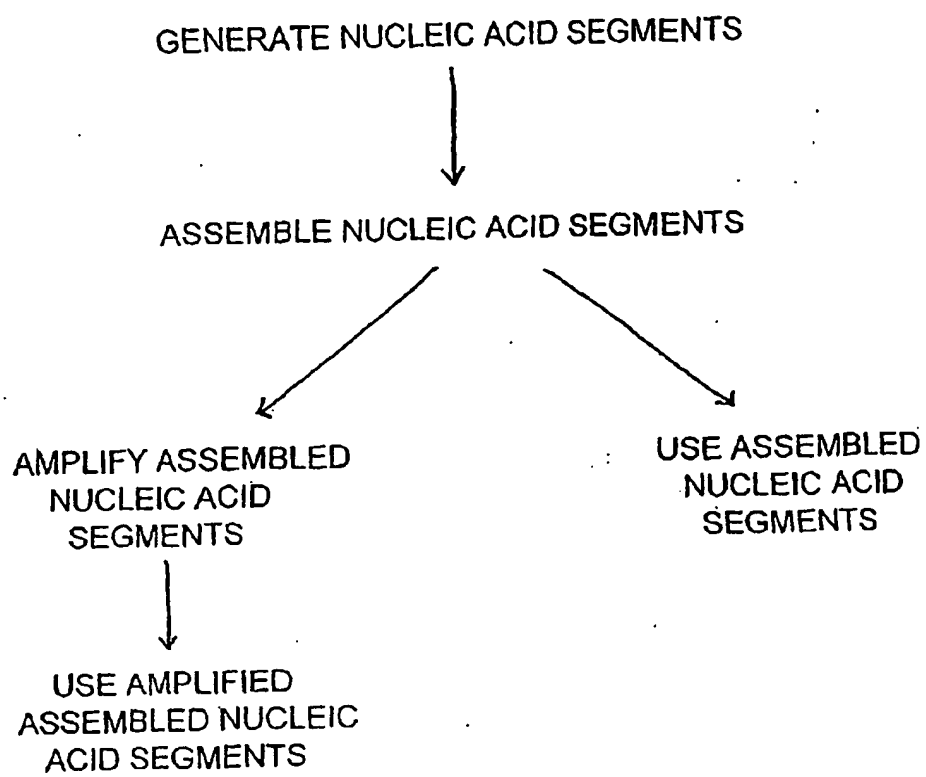 GENERATE NUCLEIC ACID SEGMENTS
ASSEMBLE NUCLEIC ACID SEGMENTS
AMPLIFY ASSEMBLED
NUCLEIC ACID
SEGMENTS
USE ASSEMBLED
NUCLEIC ACID
SEGMENTS
USE AMPLIFIED
ASSEMBLED NUCLEIC
ACID SEGMENTS